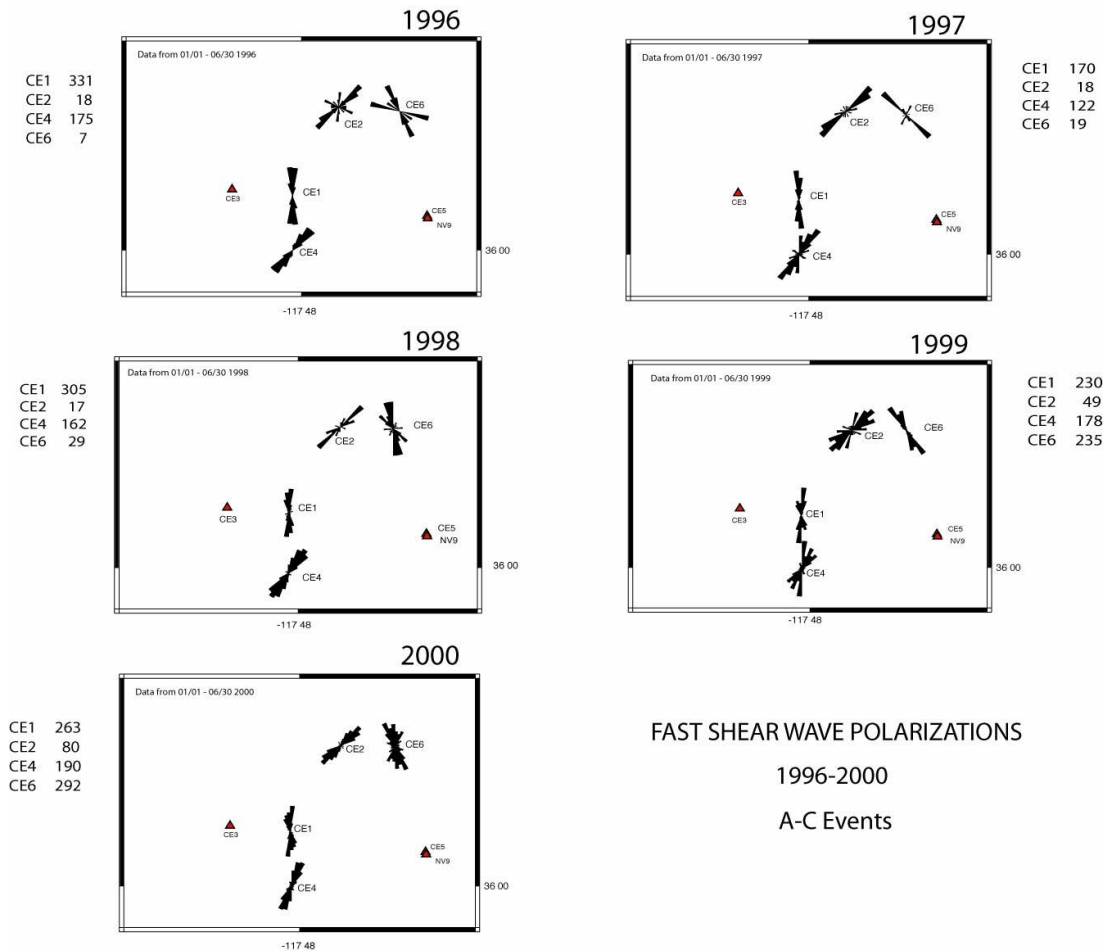 1996
Data from 01/01 - 06/30 1996
CE1 331
CE2 18
CE4 175
CE6 7
CE6
CE2
CE1
CE3
CE5
NV9
CE4
36 00
-117 48
1997
Data from 01/01 - 06/30 1997
CE1 170
CE2 18
CE4 122
CE6 19
CE6
CE2
CE1
CE3
CE5
NV9
CE4
36 00
-117 48
1998
Data from 01/01 - 06/30 1998
CE1 305
CE2 17
CE4 162
CE6 29
CE6
CE2
CE1
CE3
CE5
NV9
CE4
36 00
-117 48
1999
Data from 01/01 - 06/30 1999
CE1 230
CE2 49
CE4 178
CE6 235
CE6
CE2
CE1
CE3
CE5
NV9
CE4
36 00
-117 48
2000
Data from 01/01 - 06/30 2000
CE1 263
CE2 80
CE4 190
CE6 292
CE6
CE2
CE1
CE3
CE5
NV9
CE4
36 00
-117 48
FAST SHEAR WAVE POLARIZATIONS
1996-2000
A-C Events